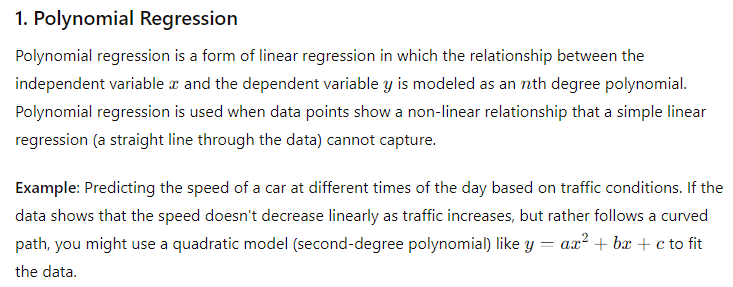 1. Polynomial Regression
Polynomial regression is a form of linear regression in which the relationship between the
independent variable x and the dependent variable y is modeled as an nth degree polynomial.
Polynomial regression is used when data points show a non-linear relationship that a simple linear
regression (a straight line through the data) cannot capture.
Example: Predicting the speed of a car at different times of the day based on traffic conditions. If the
data shows that the speed doesn't decrease linearly as traffic increases, but rather follows a curved
path, you might use a quadratic model (second-degree polynomial) like y = ax² + bx + c to fit
the data.